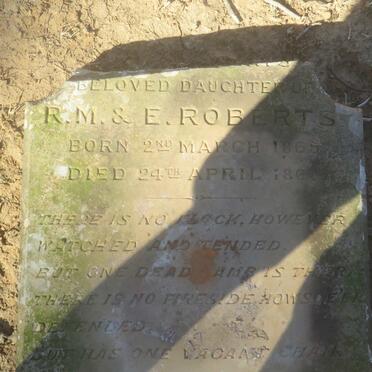 BELOVED DAUGHTER OF
R.M. & E. ROBERTS
BORN 2ND MARCH 1865
DIED 24TH APRIL
THERE IS NO FLOCK, HOWEVER
WATCHED AND TENDED.
BUT ONE DEAD LAMB IS THERE
THERE IS NO FIRESIDE, HOWSOE'ER
DEFENDED
BUT HAS ONE VACANT CHAIR